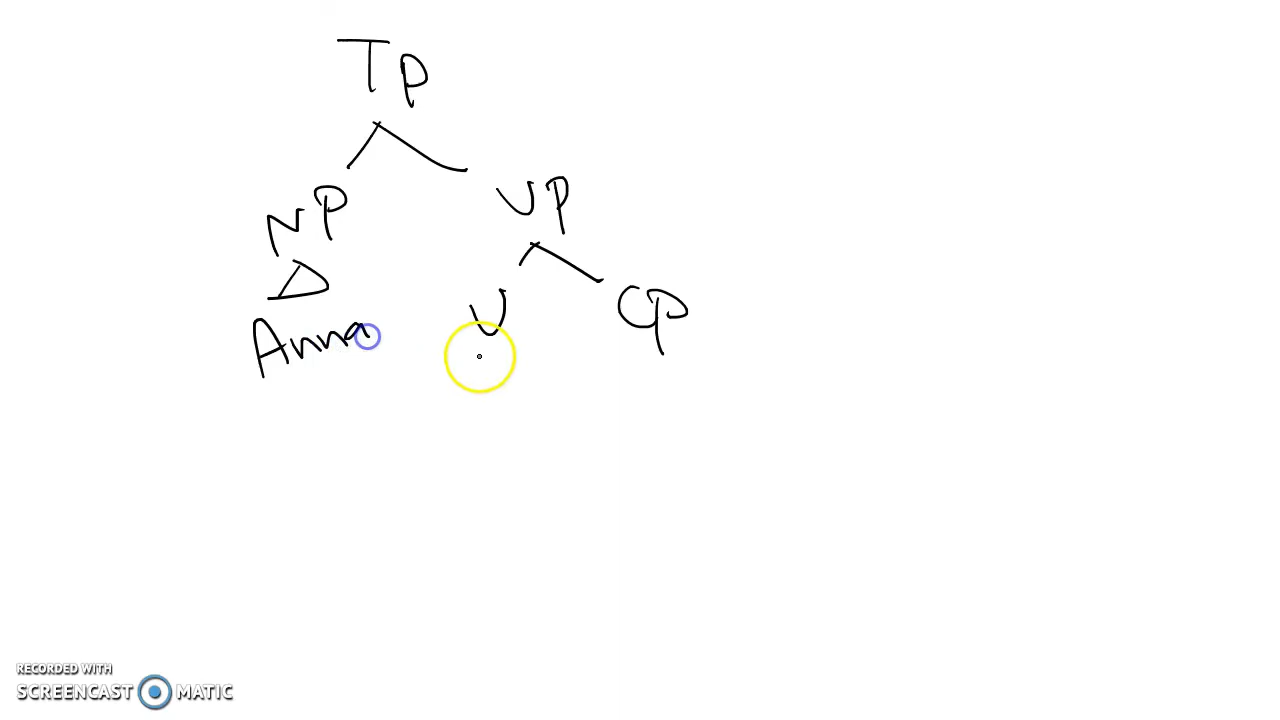 TP
NP VP
Anna V CP
RECORDED WITH
SCREENCAST MATIC